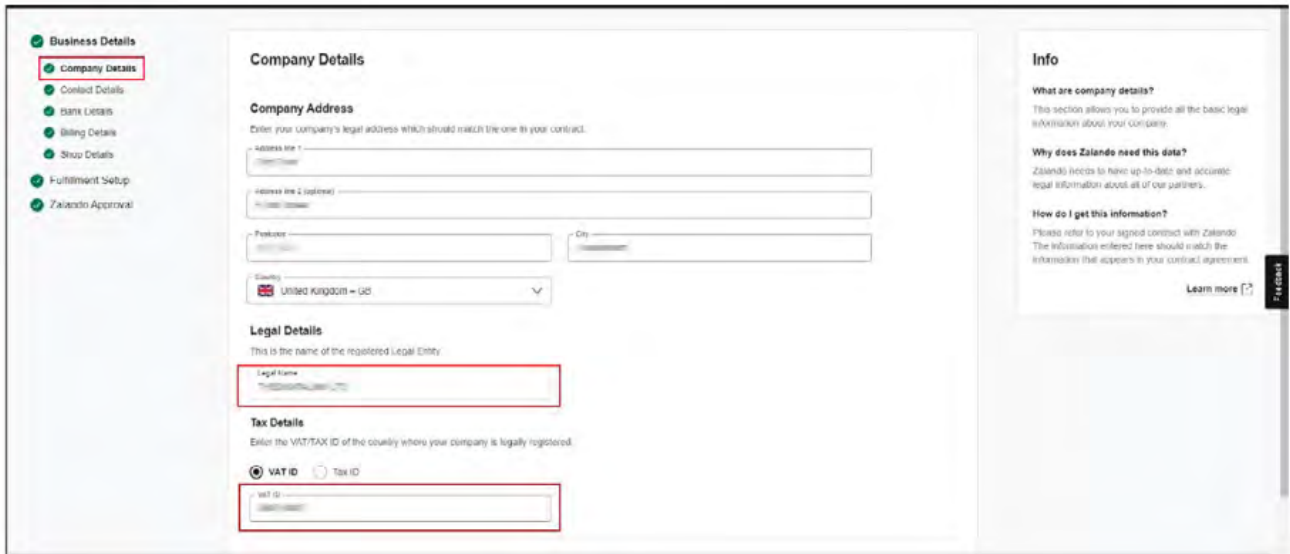 Business Details
Company Details
Contact Details
Bank Details
Billing Details
Shop Details
Fulfillment Setup
Zalando Approval
Company Details
Company Address
Enter your company's legal address which should match the one in your contract.
Address line 1
Address line 2 (optional)
Postcode
City
Country
United Kingdom – GB
Legal Details
This is the name of the registered Legal Entity
Legal Name
Tax Details
Enter the VAT/TAX ID of the country where your company is legally registered.
VAT ID
Tax ID
VAT ID
Info
What are company details?
This section allows you to provide all the basic legal
information about your company.
Why does Zalando need this data?
Zalando needs to have up-to-date and accurate
legal information about all of our partners.
How do I get this information?
Please refer to your signed contract with Zalando
The information entered here should match the
information that appears in your contract agreement.
Learn more
Feedback